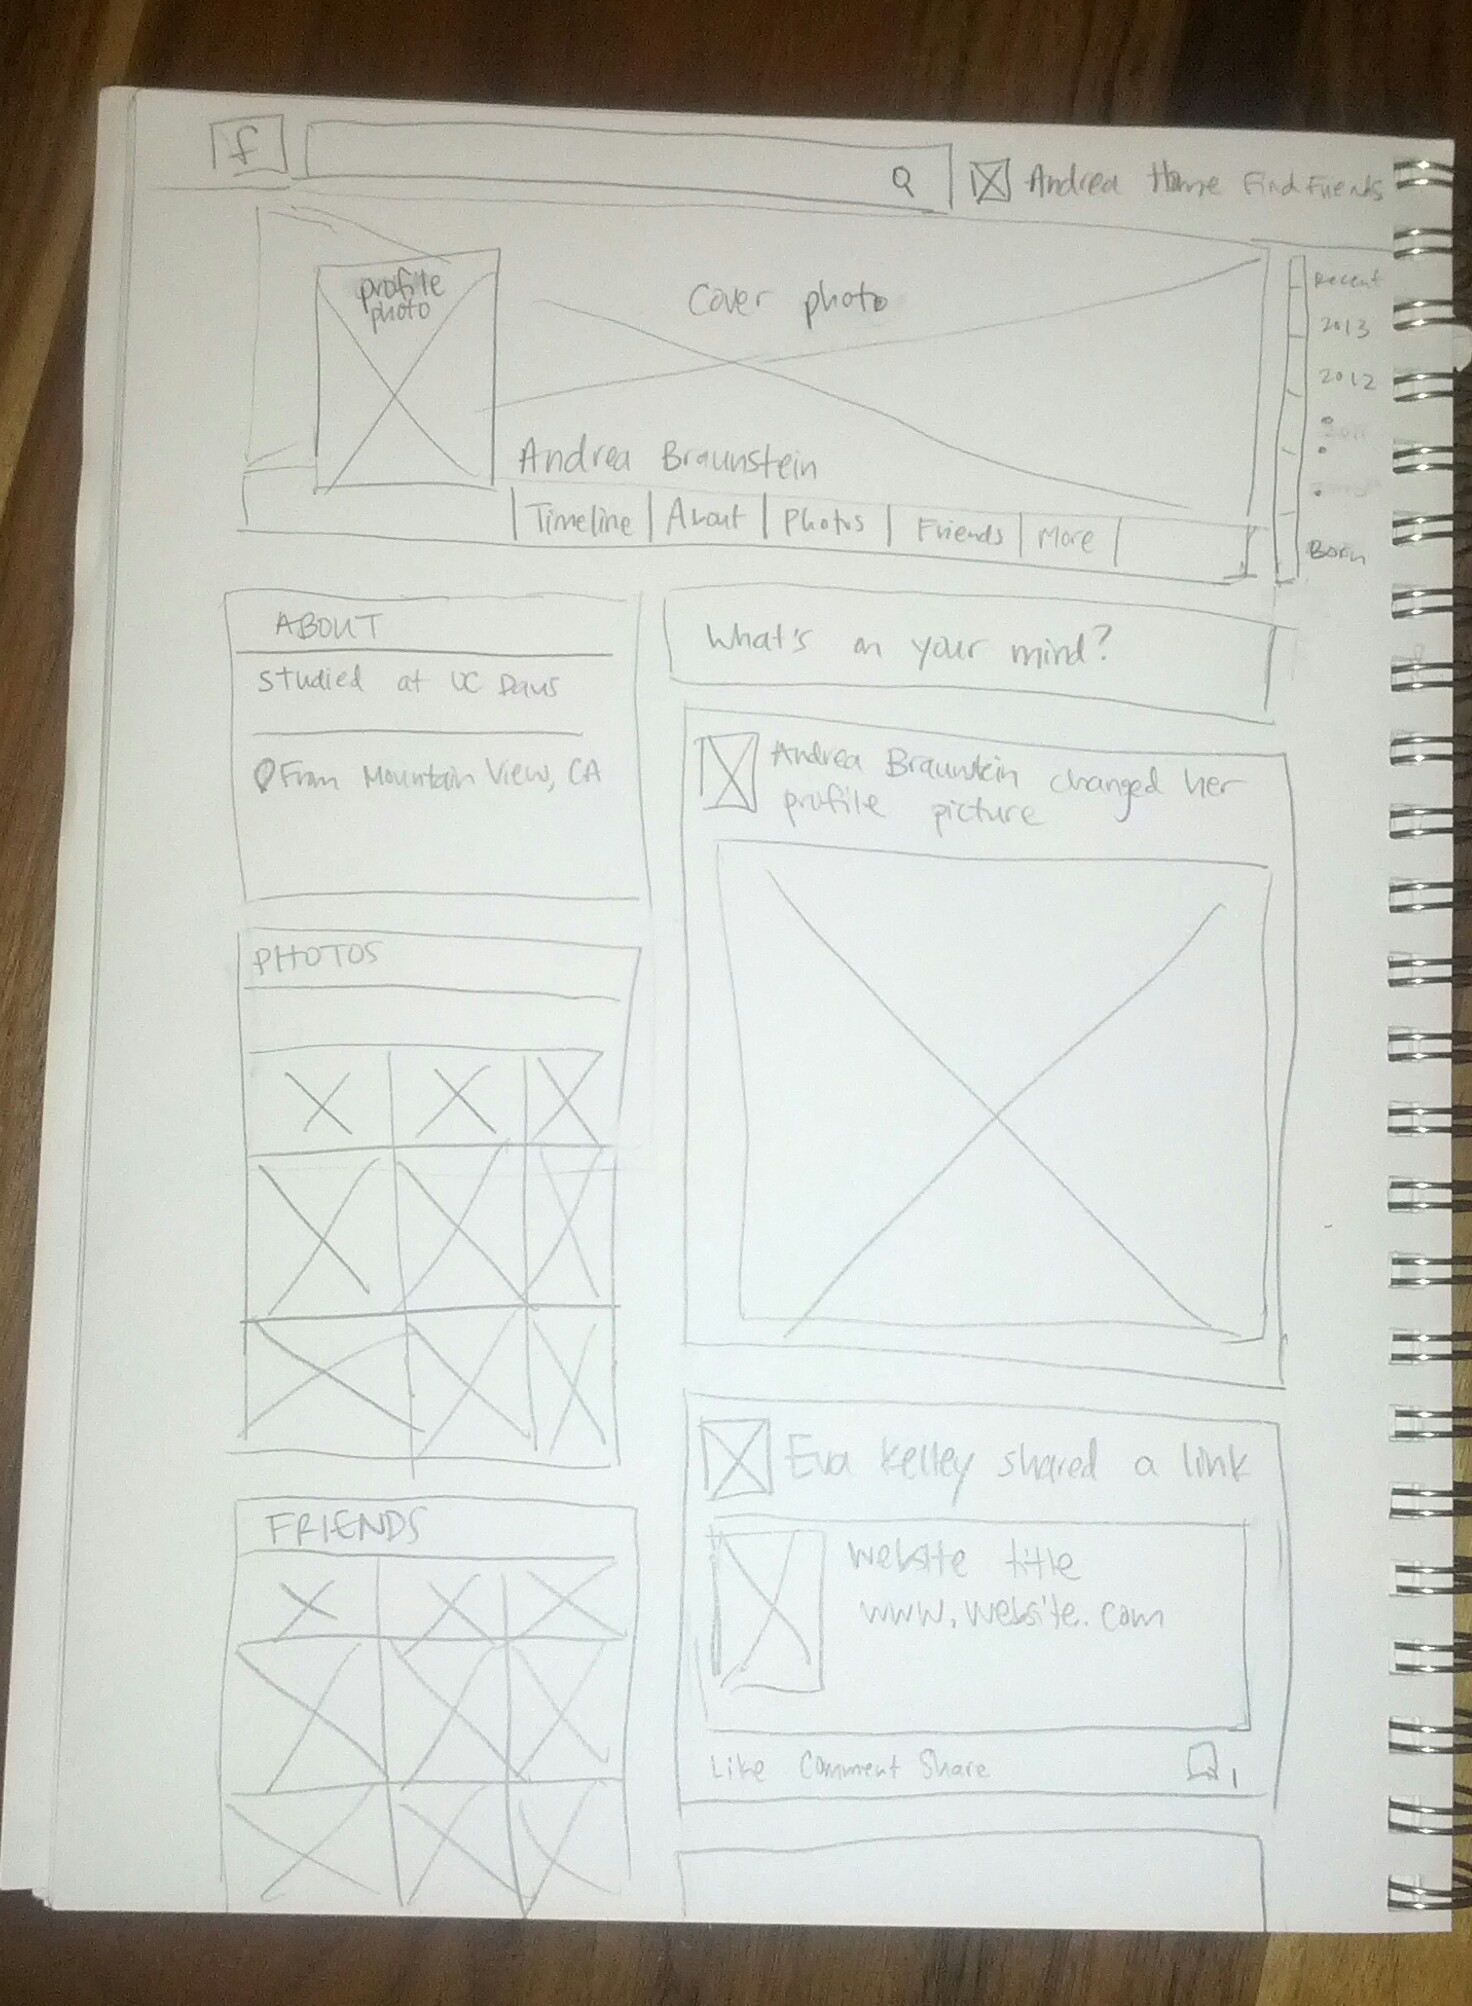 f
Andrea Home Find Friends
profile
photo
Cover photo
Recent
2013
2012
Born
Andrea Braunstein
Timeline | About | Photos | Friends | More |
ABOUT
Studied at UC Davis
From Mountain View, CA
PHOTOS
FRIENDS
What's on your mind?
Andrea Braunstein changed her
profile picture
Eva Kelley shared a link
website title
www.website.com
Like Comment Share
1